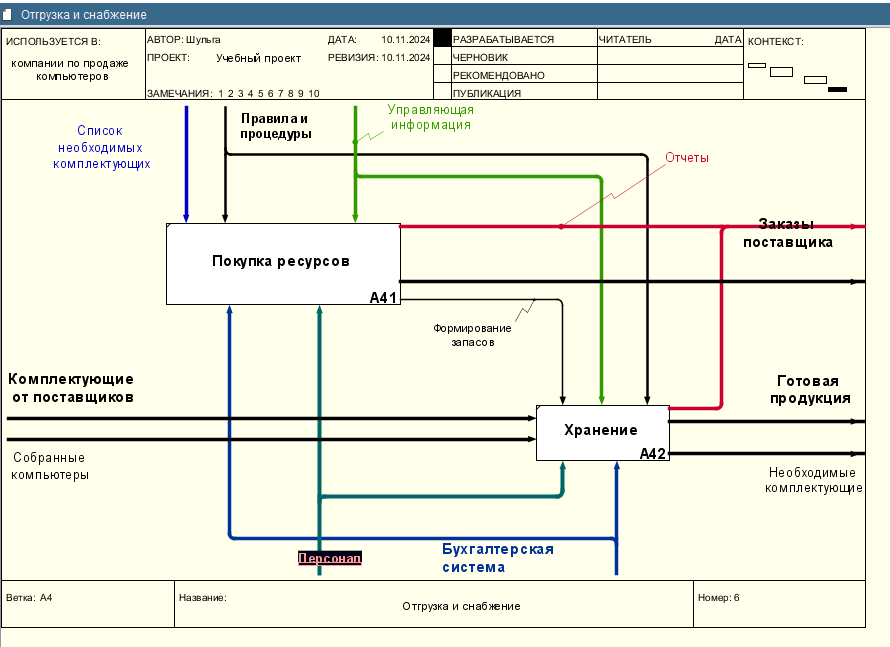 Отгрузка и снабжение
ИСПОЛЬЗУЕТСЯ В:
компании по продаже
компьютеров
АВТОР: Шульга
ДАТА: 10.11.2024
ПРОЕКТ: Учебный проект
РЕВИЗИЯ: 10.11.2024
ЗАМЕЧАНИЯ: 1 2 3 4 5 6 7 8 9 10
РАЗРАБАТЫВАЕТСЯ
ЧЕРНОВИК
РЕКОМЕНДОВАНО
ПУБЛИКАЦИЯ
ЧИТАТЕЛЬ ДАТА
КОНТЕКСТ:
Список
необходимых
комплектующих
Правила и
процедуры
Управляющая
информация
Отчеты
Заказы
поставщика
Покупка ресурсов
A41
Формирование
запасов
Комплектующие
от поставщиков
Собранные
компьютеры
Хранение
A42
Готовая
продукция
Необходимые
комплектующие
Персонал
Бухгалтерская
система
Ветка: A4
Название:
Отгрузка и снабжение
Номер: 6